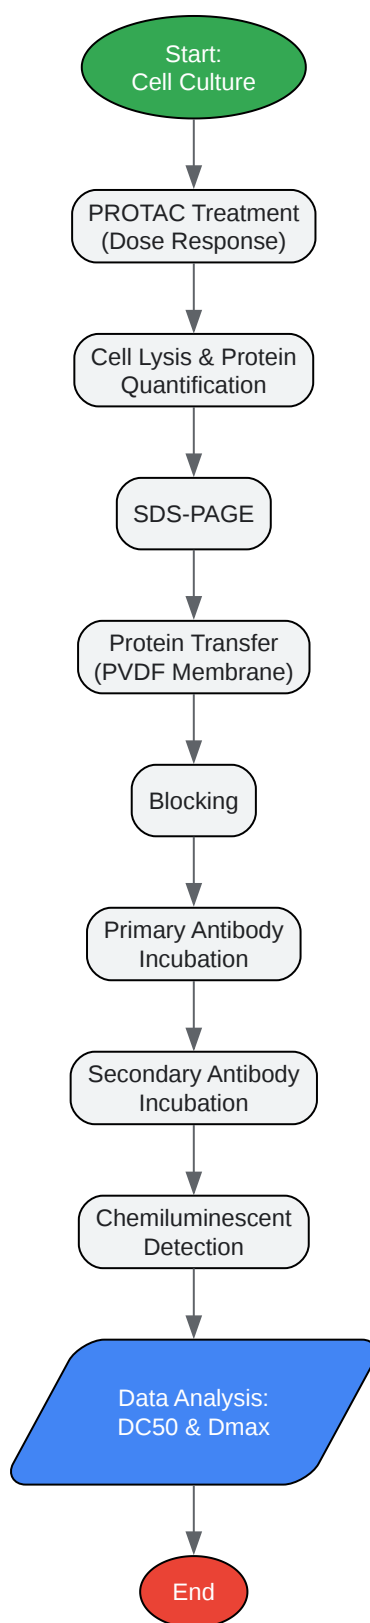 Start:
Cell Culture
PROTAC Treatment
(Dose Response)
Cell Lysis & Protein
Quantification
SDS-PAGE
Protein Transfer
(PVDF Membrane)
Blocking
Primary Antibody
Incubation
Secondary Antibody
Incubation
Chemiluminescent
Detection
Data Analysis:
DC50 & Dmax
End